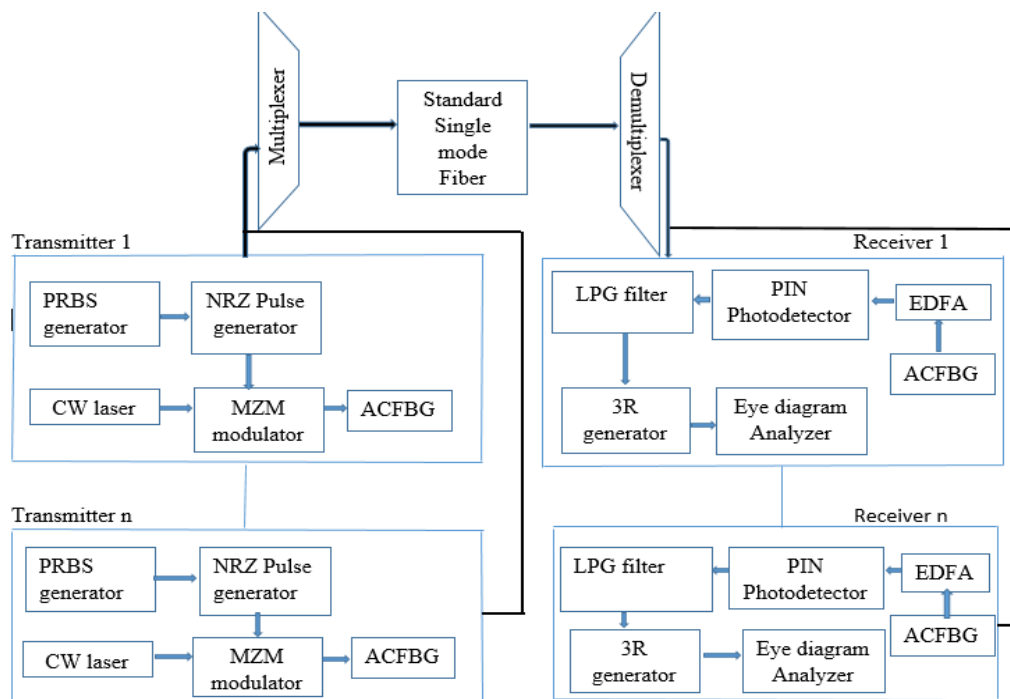 Multiplexer
Standard
Single
mode
Fiber
Demultiplexer
Transmitter 1
PRBS
generator
NRZ Pulse
generator
CW laser
MZM
modulator
ACFBG
Receiver 1
LPG filter
PIN
Photodetector
EDFA
ACFBG
3R
generator
Eye diagram
Analyzer
Transmitter n
PRBS
generator
NRZ Pulse
generator
CW laser
MZM
modulator
ACFBG
Receiver n
LPG filter
PIN
Photodetector
EDFA
ACFBG
3R
generator
Eye diagram
Analyzer